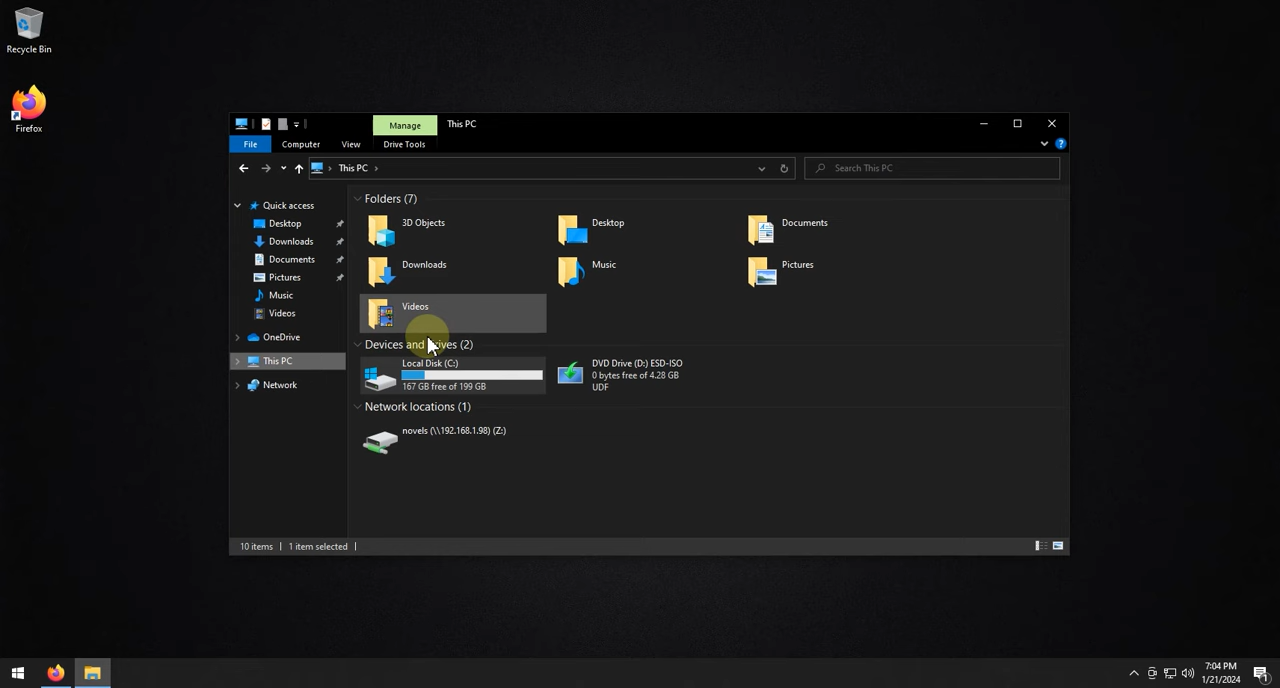 Recycle Bin
Firefox
Manage
This PC
File
Computer
View
Drive Tools
This PC
Search This PC
Quick access
Desktop
Downloads
Documents
Pictures
Music
Videos
OneDrive
This PC
Network
Folders (7)
3D Objects
Desktop
Documents
Downloads
Music
Pictures
Videos
Devices and drives (2)
Local Disk (C:)
167 GB free of 199 GB
DVD Drive (D:) ESD-ISO
0 bytes free of 4.28 GB
UDF
Network locations (1)
novels (\\192.168.1.98) (Z:)
10 items
1 item selected
7:04 PM
1/21/2024
1